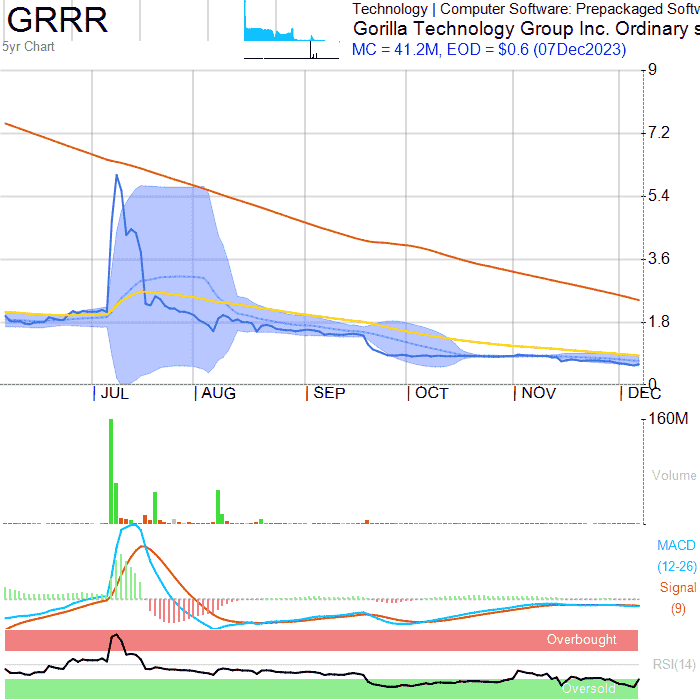 GRRR
5yr Chart
Technology | Computer Software: Prepackaged Softw
Gorilla Technology Group Inc. Ordinary s
MC = 41.2M, EOD = $0.6 (07Dec2023)
9
7.2
5.4
3.6
1.8
0
JUL AUG SEP OCT NOV DEC
160M
Volume
MACD
(12-26)
Signal
(9)
Overbought
RSI(14)
Oversold